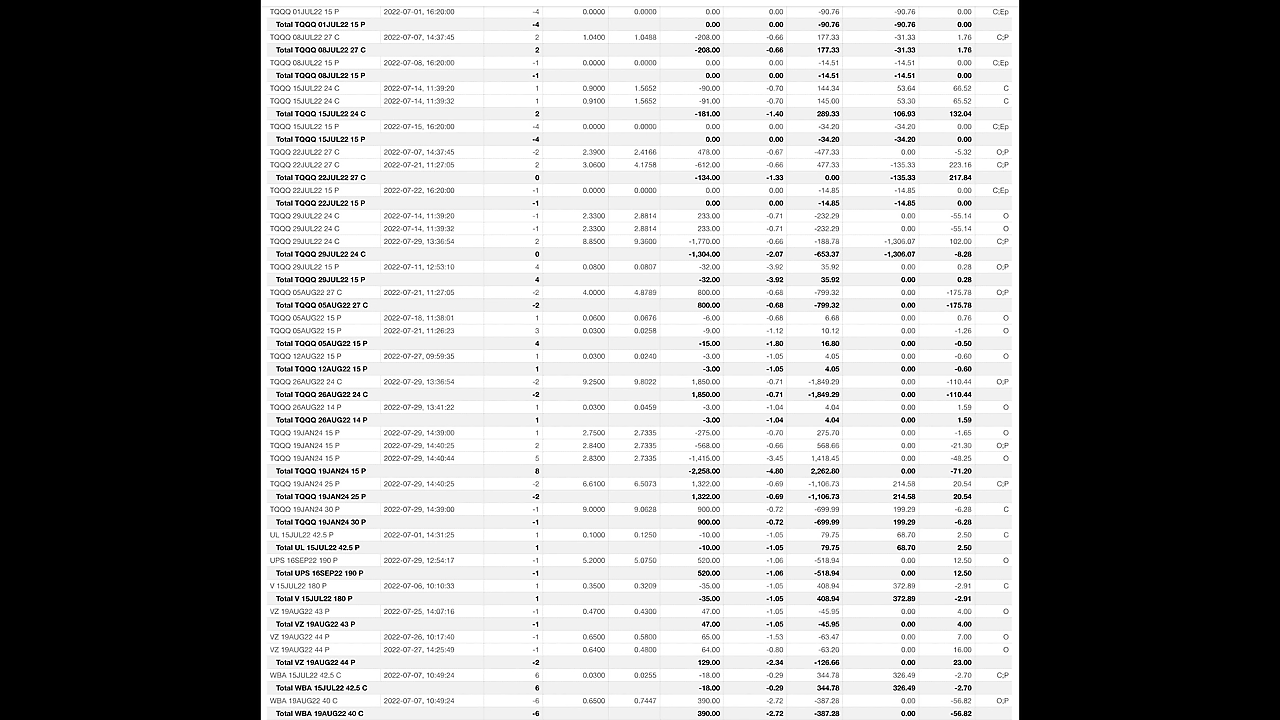 TQQQ 01JUL22 15 P 2022-07-01, 16:20:00 -4 0.0000 0.0000 0.00 0.00 -90.76 -90.76 0.00 C;Ep
Total TQQQ 01JUL22 15 P -4 0.00 0.00 -90.76 -90.76 0.00
TQQQ 08JUL22 27 C 2022-07-07, 14:37:45 2 1.0400 1.0488 -208.00 -0.66 177.33 -31.33 1.76 C;P
Total TQQQ 08JUL22 27 C 2 -208.00 -0.66 177.33 -31.33 1.76
TQQQ 08JUL22 15 P 2022-07-08, 16:20:00 -1 0.0000 0.0000 0.00 0.00 -14.51 -14.51 0.00 C;Ep
Total TQQQ 08JUL22 15 P -1 0.00 0.00 -14.51 -14.51 0.00
TQQQ 15JUL22 24 C 2022-07-14, 11:39:20 1 0.9000 1.5652 -90.00 -0.70 144.34 53.64 66.52 C
TQQQ 15JUL22 24 C 2022-07-14, 11:39:32 1 0.9100 1.5652 -91.00 -0.70 145.00 53.30 65.52 C
Total TQQQ 15JUL22 24 C 2 -181.00 -1.40 289.33 106.93 132.04
TQQQ 15JUL22 15 P 2022-07-15, 16:20:00 -4 0.0000 0.0000 0.00 0.00 -34.20 -34.20 0.00 C;Ep
Total TQQQ 15JUL22 15 P -4 0.00 0.00 -34.20 -34.20 0.00
TQQQ 22JUL22 27 C 2022-07-07, 14:37:45 -2 2.3900 2.4166 478.00 -0.67 -477.33 0.00 -5.32 O;P
TQQQ 22JUL22 27 C 2022-07-21, 11:27:05 2 3.0600 4.1758 -612.00 -0.66 477.33 -135.33 223.16 C;P
Total TQQQ 22JUL22 27 C 0 -134.00 -1.33 0.00 -135.33 217.84
TQQQ 22JUL22 15 P 2022-07-22, 16:20:00 -1 0.0000 0.0000 0.00 0.00 -14.85 -14.85 0.00 C;Ep
Total TQQQ 22JUL22 15 P -1 0.00 0.00 -14.85 -14.85 0.00
TQQQ 29JUL22 24 C 2022-07-14, 11:39:20 -1 2.3300 2.8814 233.00 -0.71 -232.29 0.00 -55.14 O
TQQQ 29JUL22 24 C 2022-07-14, 11:39:32 -1 2.3300 2.8814 233.00 -0.71 -232.29 0.00 -55.14 O
TQQQ 29JUL22 24 C 2022-07-29, 13:36:54 2 8.8500 9.3600 -1,770.00 -0.66 -188.78 -1,306.07 102.00 C;P
Total TQQQ 29JUL22 24 C 0 -1,304.00 -2.07 -653.37 -1,306.07 -8.28
TQQQ 29JUL22 15 P 2022-07-11, 12:53:10 4 0.0800 0.0807 -32.00 -3.92 35.92 0.00 0.28 O;P
Total TQQQ 29JUL22 15 P 4 -32.00 -3.92 35.92 0.00 0.28
TQQQ 05AUG22 27 C 2022-07-21, 11:27:05 -2 4.0000 4.8789 800.00 -0.68 -799.32 0.00 -175.78 O;P
Total TQQQ 05AUG22 27 C -2 800.00 -0.68 -799.32 0.00 -175.78
TQQQ 05AUG22 15 P 2022-07-18, 11:38:01 1 0.0600 0.0676 -6.00 -0.68 6.68 0.00 0.76 O
TQQQ 05AUG22 15 P 2022-07-21, 11:26:23 3 0.0300 0.0258 -9.00 -1.12 10.12 0.00 -1.26 O
Total TQQQ 05AUG22 15 P 4 -15.00 -1.80 16.80 0.00 -0.50
TQQQ 12AUG22 15 P 2022-07-27, 09:59:35 1 0.0300 0.0240 -3.00 -1.05 4.05 0.00 -0.60 O
Total TQQQ 12AUG22 15 P 1 -3.00 -1.05 4.05 0.00 -0.60
TQQQ 26AUG22 24 C 2022-07-29, 13:36:54 -2 9.2500 9.8022 1,850.00 -0.71 -1,849.29 0.00 -110.44 O;P
Total TQQQ 26AUG22 24 C -2 1,850.00 -0.71 -1,849.29 0.00 -110.44
TQQQ 26AUG22 14 P 2022-07-29, 13:41:22 1 0.0300 0.0459 -3.00 -1.04 4.04 0.00 1.59 O
Total TQQQ 26AUG22 14 P 1 -3.00 -1.04 4.04 0.00 1.59
TQQQ 19JAN24 15 P 2022-07-29, 14:39:00 1 2.7500 2.7335 -275.00 -0.70 275.70 0.00 -1.65 O
TQQQ 19JAN24 15 P 2022-07-29, 14:40:25 2 2.8400 2.7335 -568.00 -0.66 568.66 0.00 -21.30 O;P
TQQQ 19JAN24 15 P 2022-07-29, 14:40:44 5 2.8300 2.7335 -1,415.00 -3.45 1,418.45 0.00 -48.25 O
Total TQQQ 19JAN24 15 P 8 -2,258.00 -4.80 2,262.80 0.00 -71.20
TQQQ 19JAN24 25 P 2022-07-29, 14:40:25 -2 6.6100 6.5073 1,322.00 -0.69 -1,106.73 214.58 20.54 C;P
Total TQQQ 19JAN24 25 P -2 1,322.00 -0.69 -1,106.73 214.58 20.54
TQQQ 19JAN24 30 P 2022-07-29, 14:39:00 -1 9.0000 9.0628 900.00 -0.72 -699.99 199.29 -6.28 C
Total TQQQ 19JAN24 30 P -1 900.00 -0.72 -699.99 199.29 -6.28
UL 15JUL22 42.5 P 2022-07-01, 14:31:25 1 0.1000 0.1250 -10.00 -1.05 79.75 68.70 2.50 C
Total UL 15JUL22 42.5 P 1 -10.00 -1.05 79.75 68.70 2.50
UPS 16SEP22 190 P 2022-07-29, 12:54:17 -1 5.2000 5.0750 520.00 -1.06 -518.94 0.00 12.50 O
Total UPS 16SEP22 190 P -1 520.00 -1.06 -518.94 0.00 12.50
V 15JUL22 180 P 2022-07-06, 10:10:33 1 0.3500 0.3209 -35.00 -1.05 408.94 372.89 -2.91 C
Total V 15JUL22 180 P 1 -35.00 -1.05 408.94 372.89 -2.91
VZ 19AUG22 43 P 2022-07-25, 14:07:16 -1 0.4700 0.4300 47.00 -1.05 -45.95 0.00 4.00 O
Total VZ 19AUG22 43 P -1 47.00 -1.05 -45.95 0.00 4.00
VZ 19AUG22 44 P 2022-07-26, 10:17:40 -1 0.6500 0.5800 65.00 -1.53 -63.47 0.00 7.00 O
VZ 19AUG22 44 P 2022-07-27, 14:25:49 -1 0.6400 0.4800 64.00 -0.80 -63.20 0.00 16.00 O
Total VZ 19AUG22 44 P -2 129.00 -2.34 -126.66 0.00 23.00
WBA 15JUL22 42.5 C 2022-07-07, 10:49:24 6 0.0300 0.0255 -18.00 -0.29 344.78 326.49 -2.70 C;P
Total WBA 15JUL22 42.5 C 6 -18.00 -0.29 344.78 326.49 -2.70
WBA 19AUG22 40 C 2022-07-07, 10:49:24 -6 0.6500 0.7447 390.00 -2.72 -387.28 0.00 -56.82 O;P
Total WBA 19AUG22 40 C -6 390.00 -2.72 -387.28 0.00 -56.82